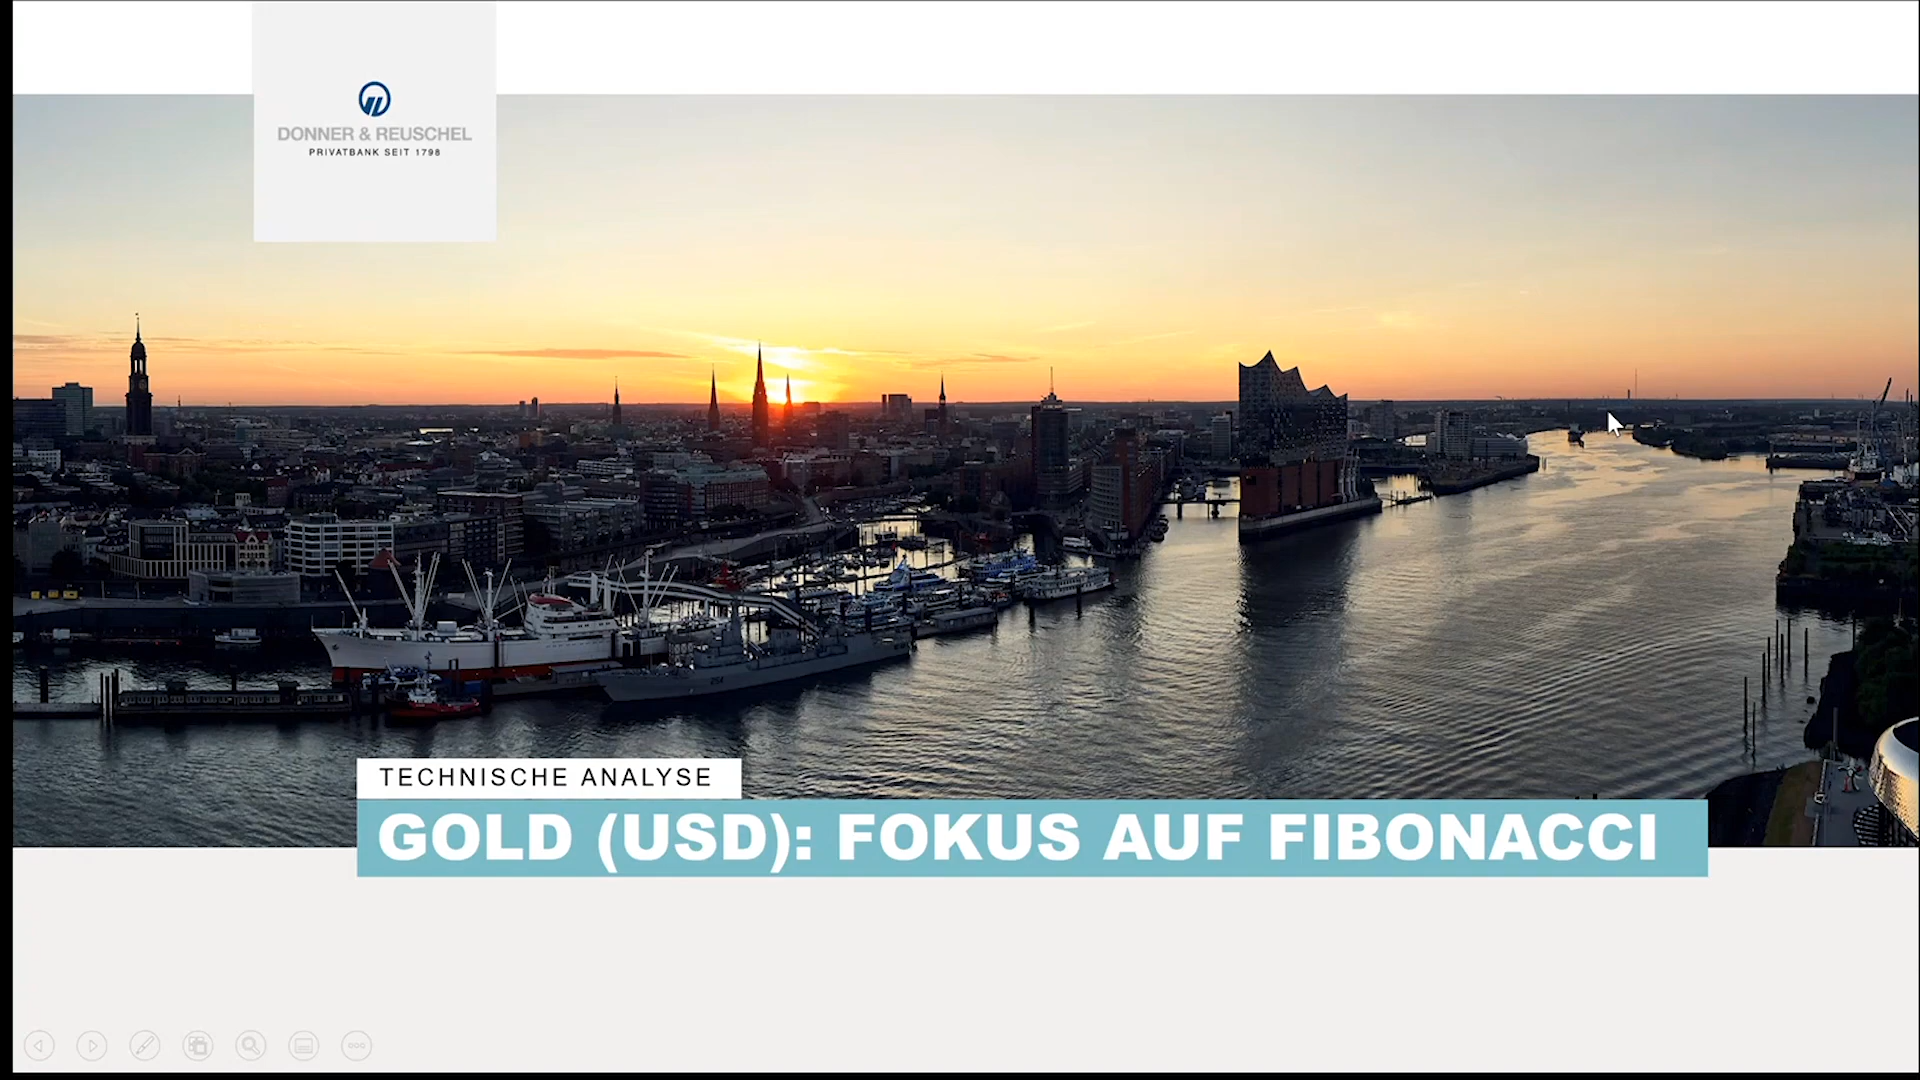 DONNER & REUSCHEL
PRIVATBANK SEIT 1798
TECHNISCHE ANALYSE
GOLD (USD): FOKUS AUF FIBONACCI